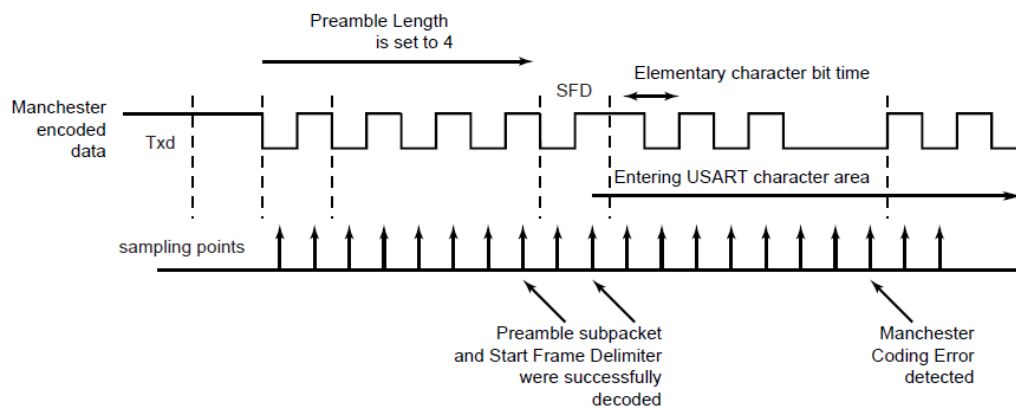 Preamble Length
is set to 4
Elementary character bit time
SFD
Manchester
encoded
data
Txd
Entering USART character area
sampling points
Preamble subpacket
and Start Frame Delimiter
were successfully
decoded
Manchester
Coding Error
detected